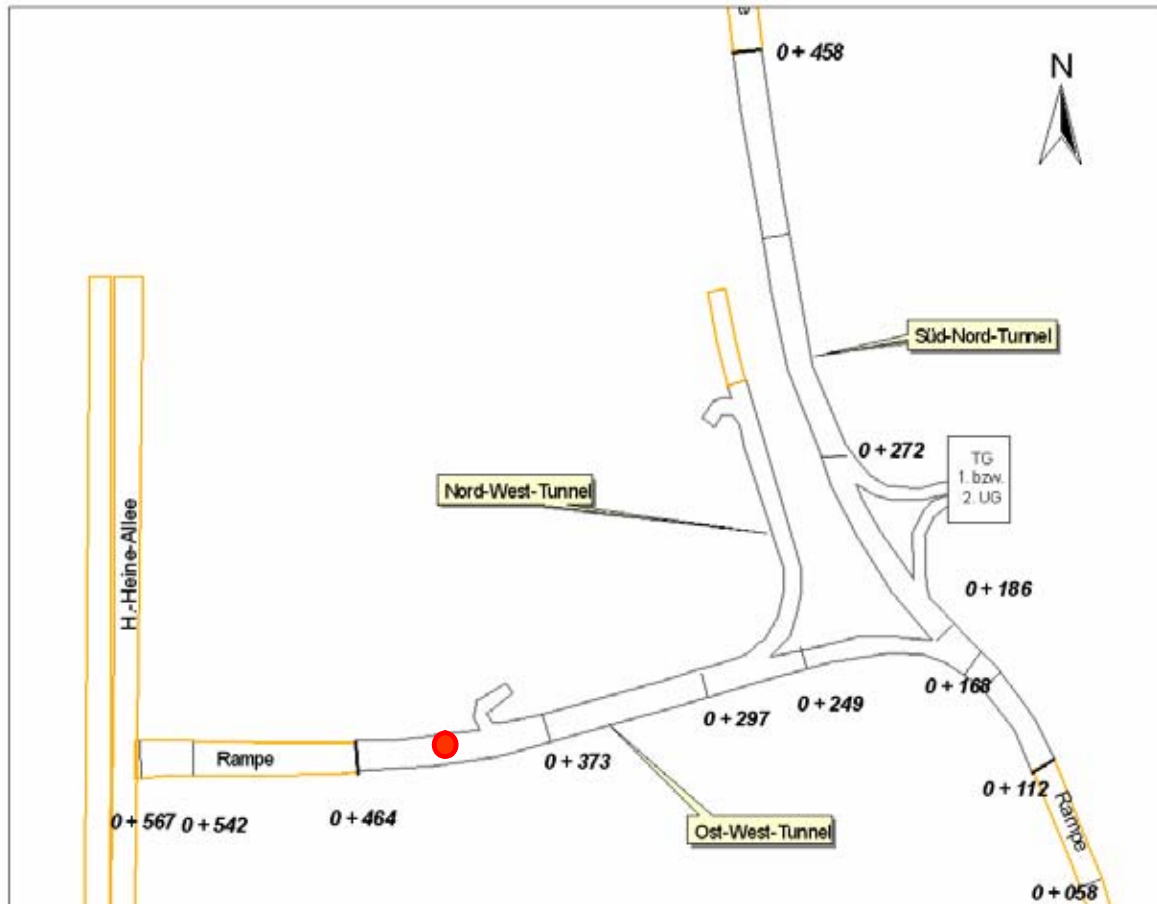 0 + 458
N
Süd-Nord-Tunnel
0 + 272
TG
1. bzw.
2. UG
Nord-West-Tunnel
H.-Heine-Allee
0 + 186
0 + 168
0 + 249
0 + 297
0 + 373
Rampe
0 + 112
Rampe
0 + 567
0 + 542
0 + 464
Ost-West-Tunnel
0 + 058